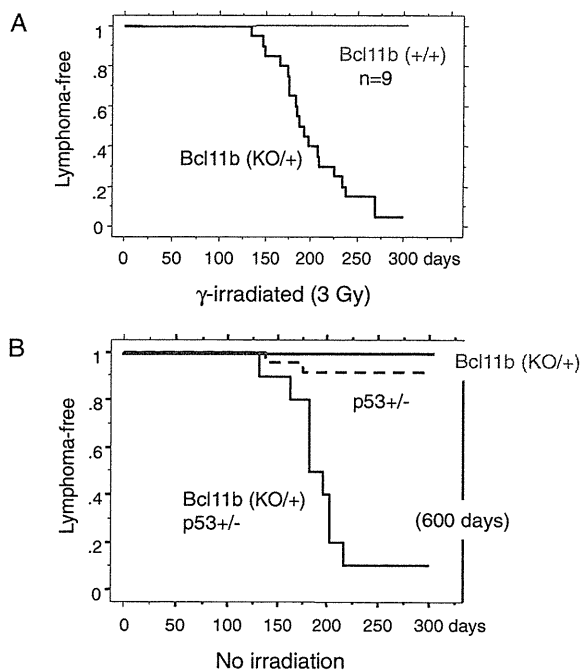 A
Lymphoma-free
1
.8
.6
.4
.2
0
Bcl11b (+/+)
n=9
Bcl11b (KO/+)
0 50 100 150 200 250 300 days
γ-irradiated (3 Gy)
B
Lymphoma-free
1
.8
.6
.4
.2
0
Bcl11b (KO/+)
p53+/-
Bcl11b (KO/+)
p53+/-
(600 days)
0 50 100 150 200 250 300 days
No irradiation